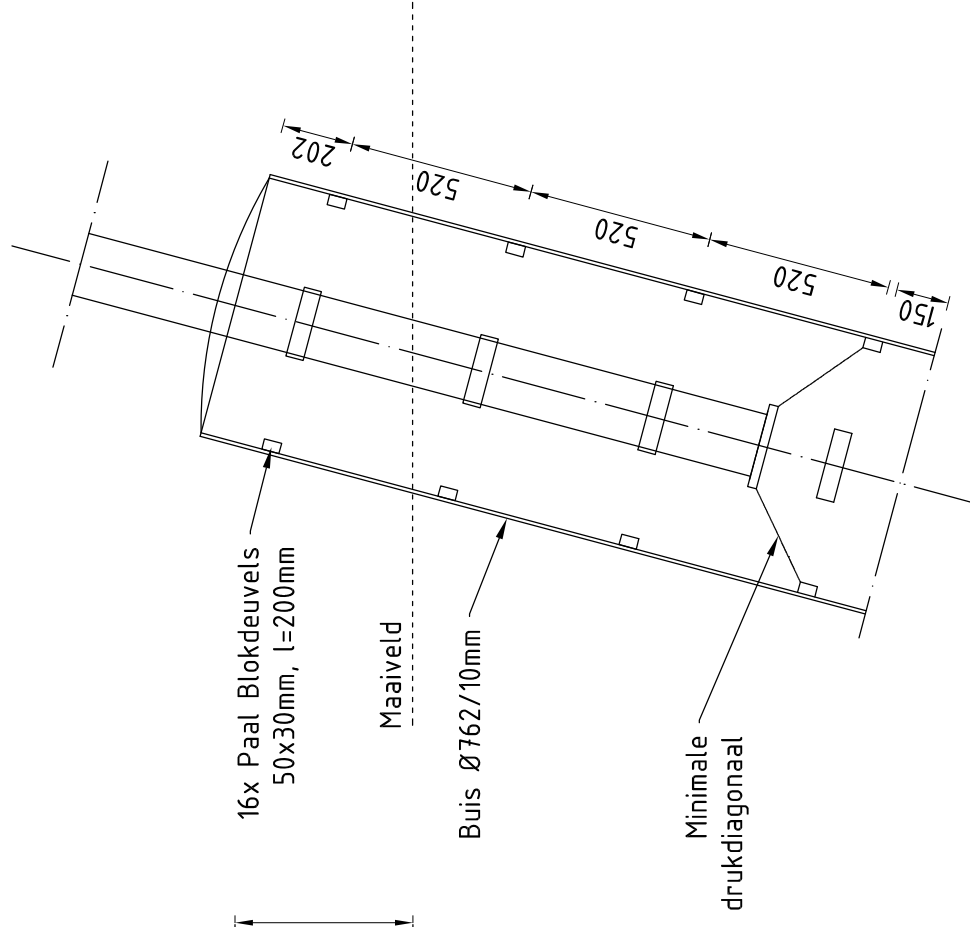 16x Paal Blokdeuvels
50x30mm, l=200mm
Maaiveld
Buis Ø762/10mm
Minimale
drukdiagonaal
202
520
520
520
150